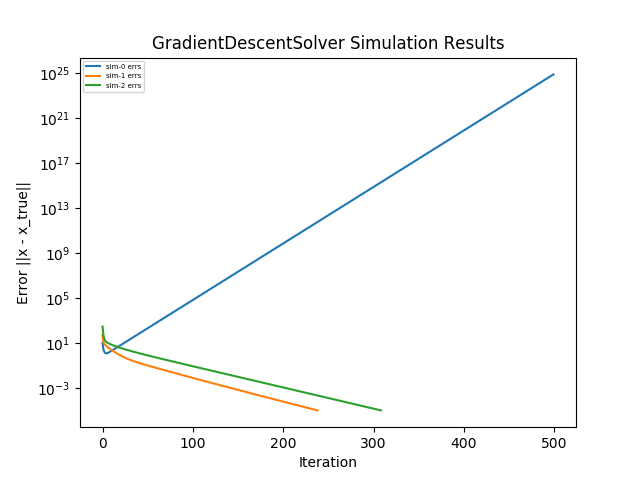 GradientDescentSolver Simulation Results
sim-0 errs
sim-1 errs
sim-2 errs
10^25
10^21
10^17
10^13
10^9
10^5
10^1
10^−3
Error ||x - x_true||
0 100 200 300 400 500
Iteration